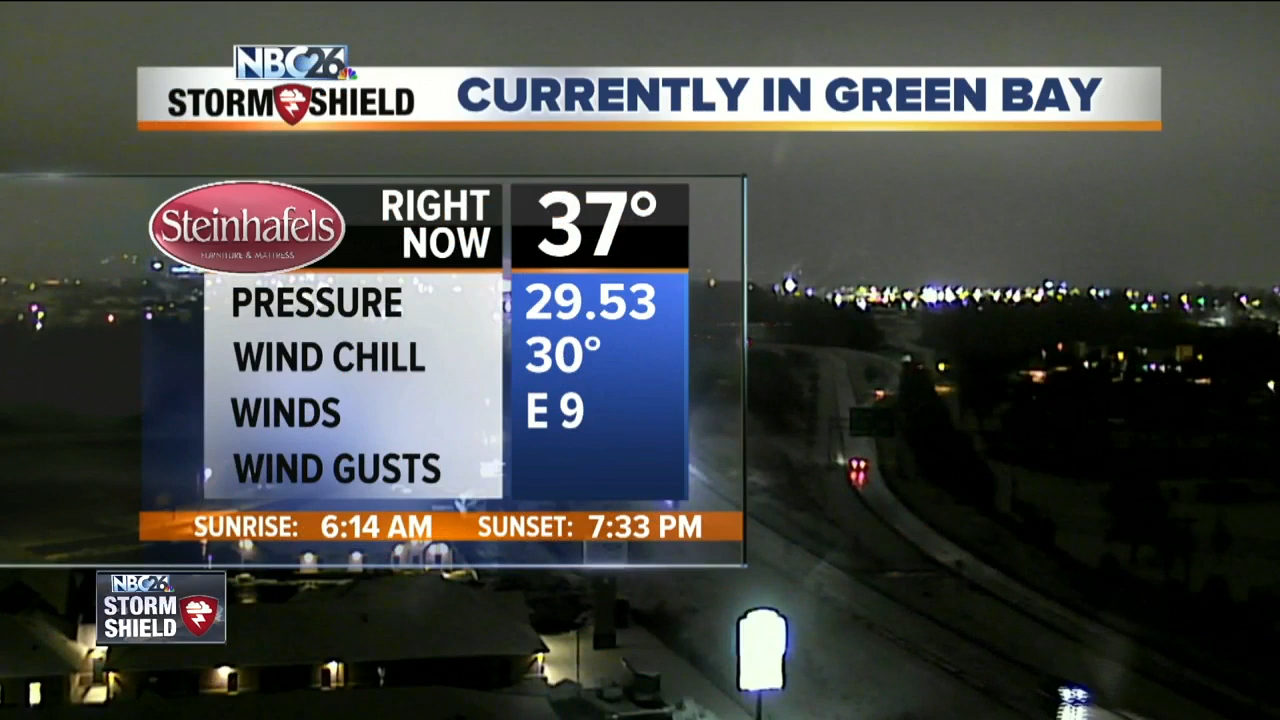 NBC26
STORM SHIELD
CURRENTLY IN GREEN BAY
Steinhafels
FURNITURE & MATTRESS
RIGHT NOW
37°
PRESSURE 29.53
WIND CHILL 30°
WINDS E 9
WIND GUSTS
SUNRISE: 6:14 AM SUNSET: 7:33 PM
NBC26
STORM
SHIELD